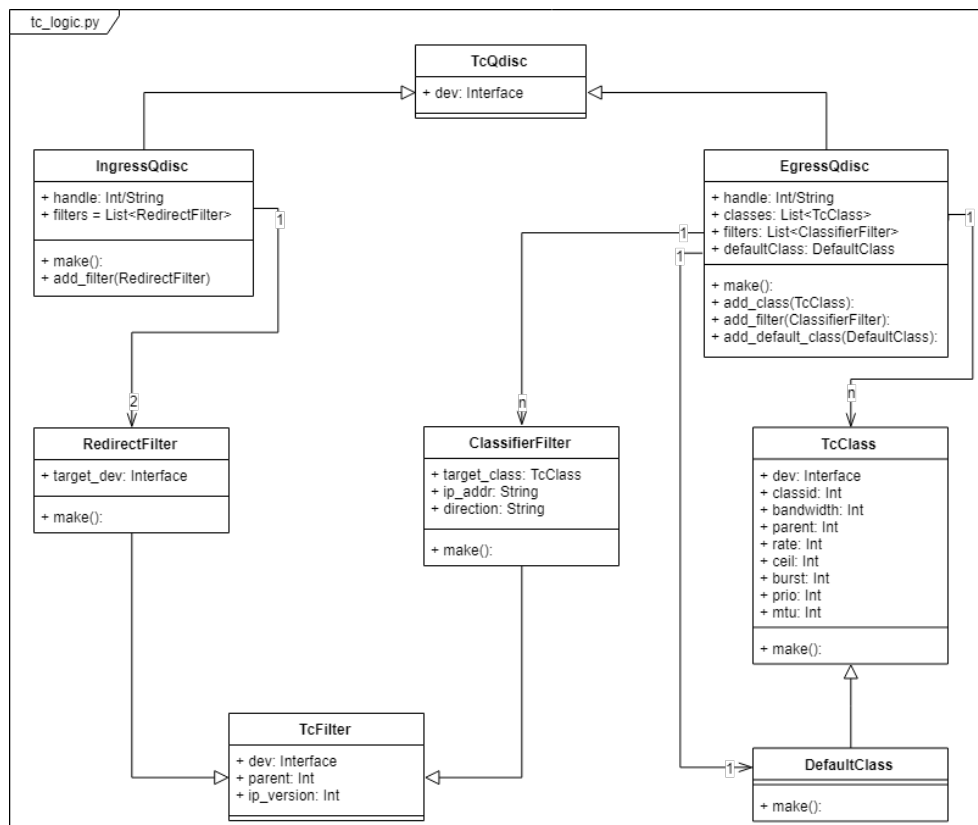 tc_logic.py
TcQdisc
+ dev: Interface
IngressQdisc
+ handle: Int/String
+ filters = List<RedirectFilter>
+ make():
+ add_filter(RedirectFilter)
1
2
EgressQdisc
+ handle: Int/String
+ classes: List<TcClass>
+ filters: List<ClassifierFilter>
+ defaultClass: DefaultClass
+ make():
+ add_class(TcClass):
+ add_filter(ClassifierFilter):
+ add_default_class(DefaultClass):
1
1
1
n
n
RedirectFilter
+ target_dev: Interface
+ make():
ClassifierFilter
+ target_class: TcClass
+ ip_addr: String
+ direction: String
+ make():
TcClass
+ dev: Interface
+ classid: Int
+ bandwidth: Int
+ parent: Int
+ rate: Int
+ ceil: Int
+ burst: Int
+ prio: Int
+ mtu: Int
+ make():
TcFilter
+ dev: Interface
+ parent: Int
+ ip_version: Int
1
DefaultClass
+ make():